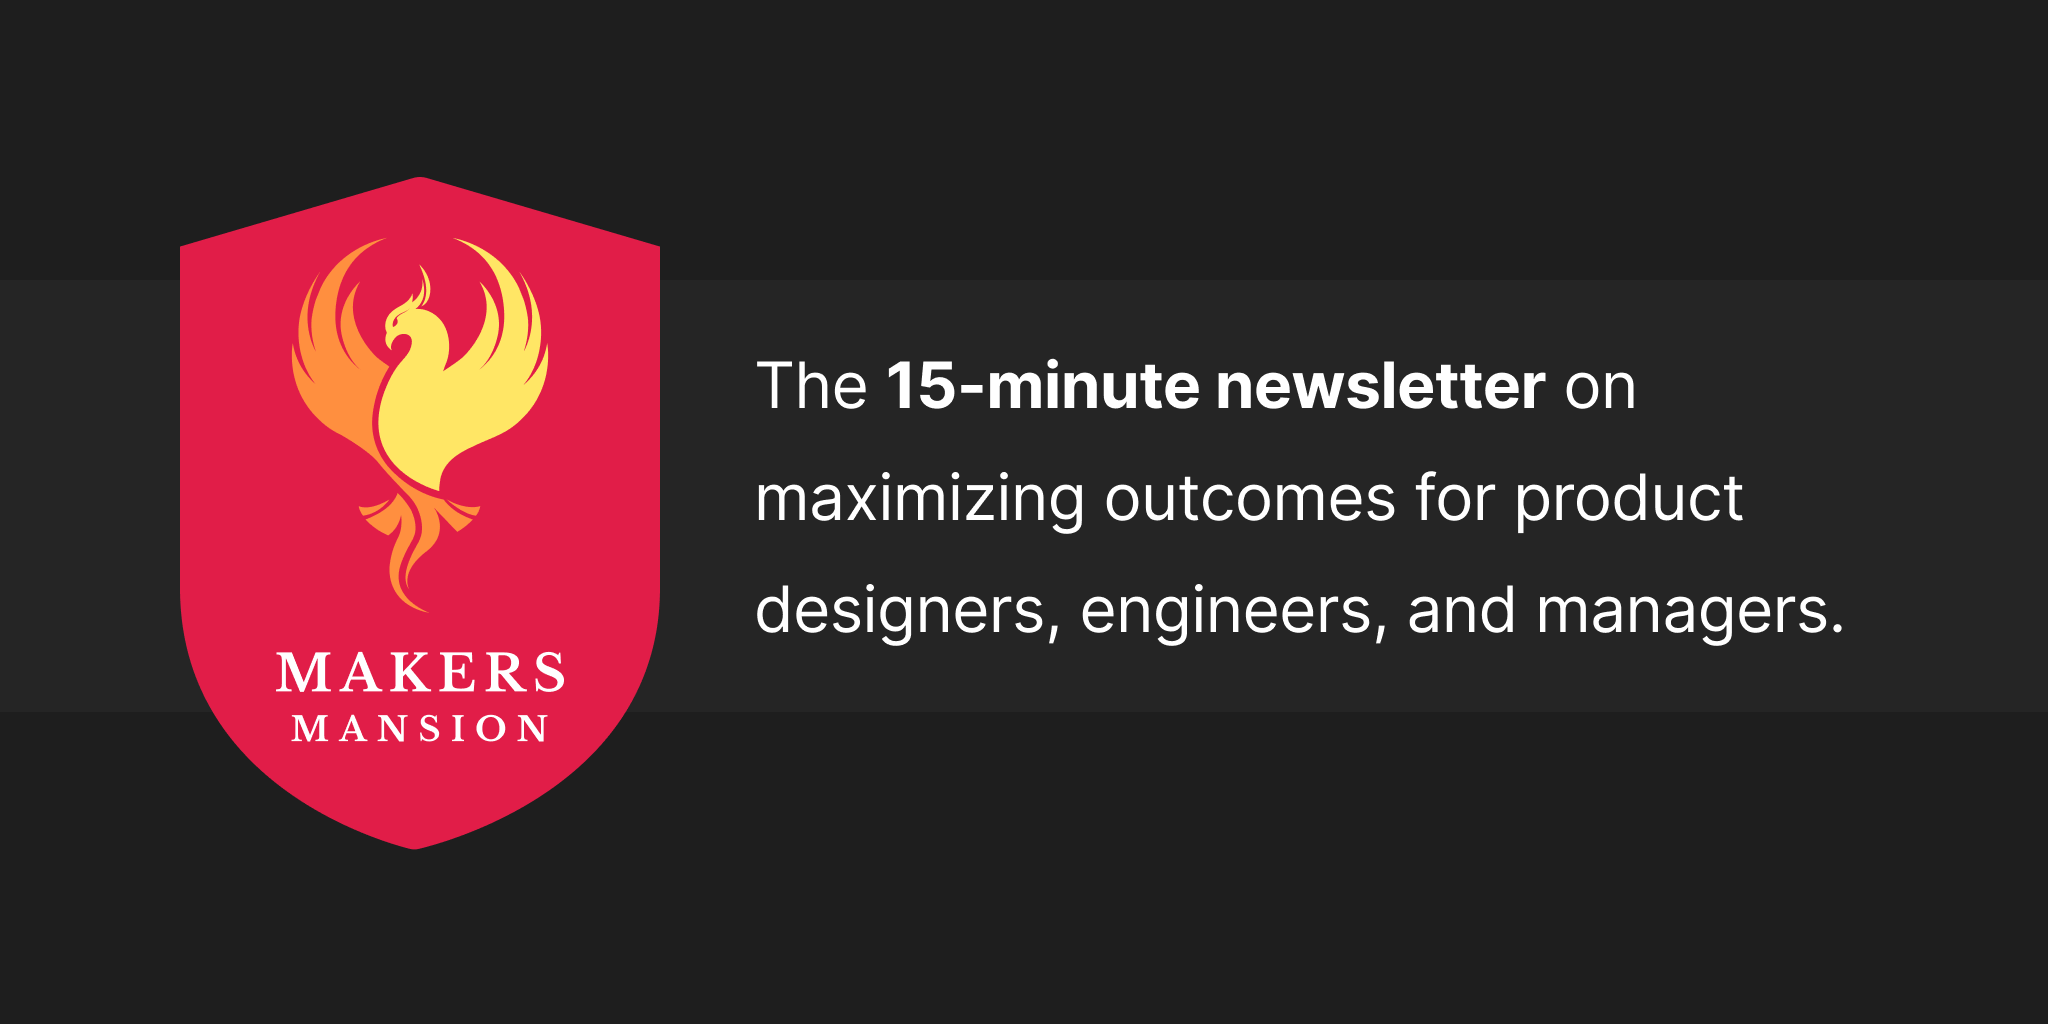 MAKERS
MANSION
The 15-minute newsletter on
maximizing outcomes for product
designers, engineers, and managers.